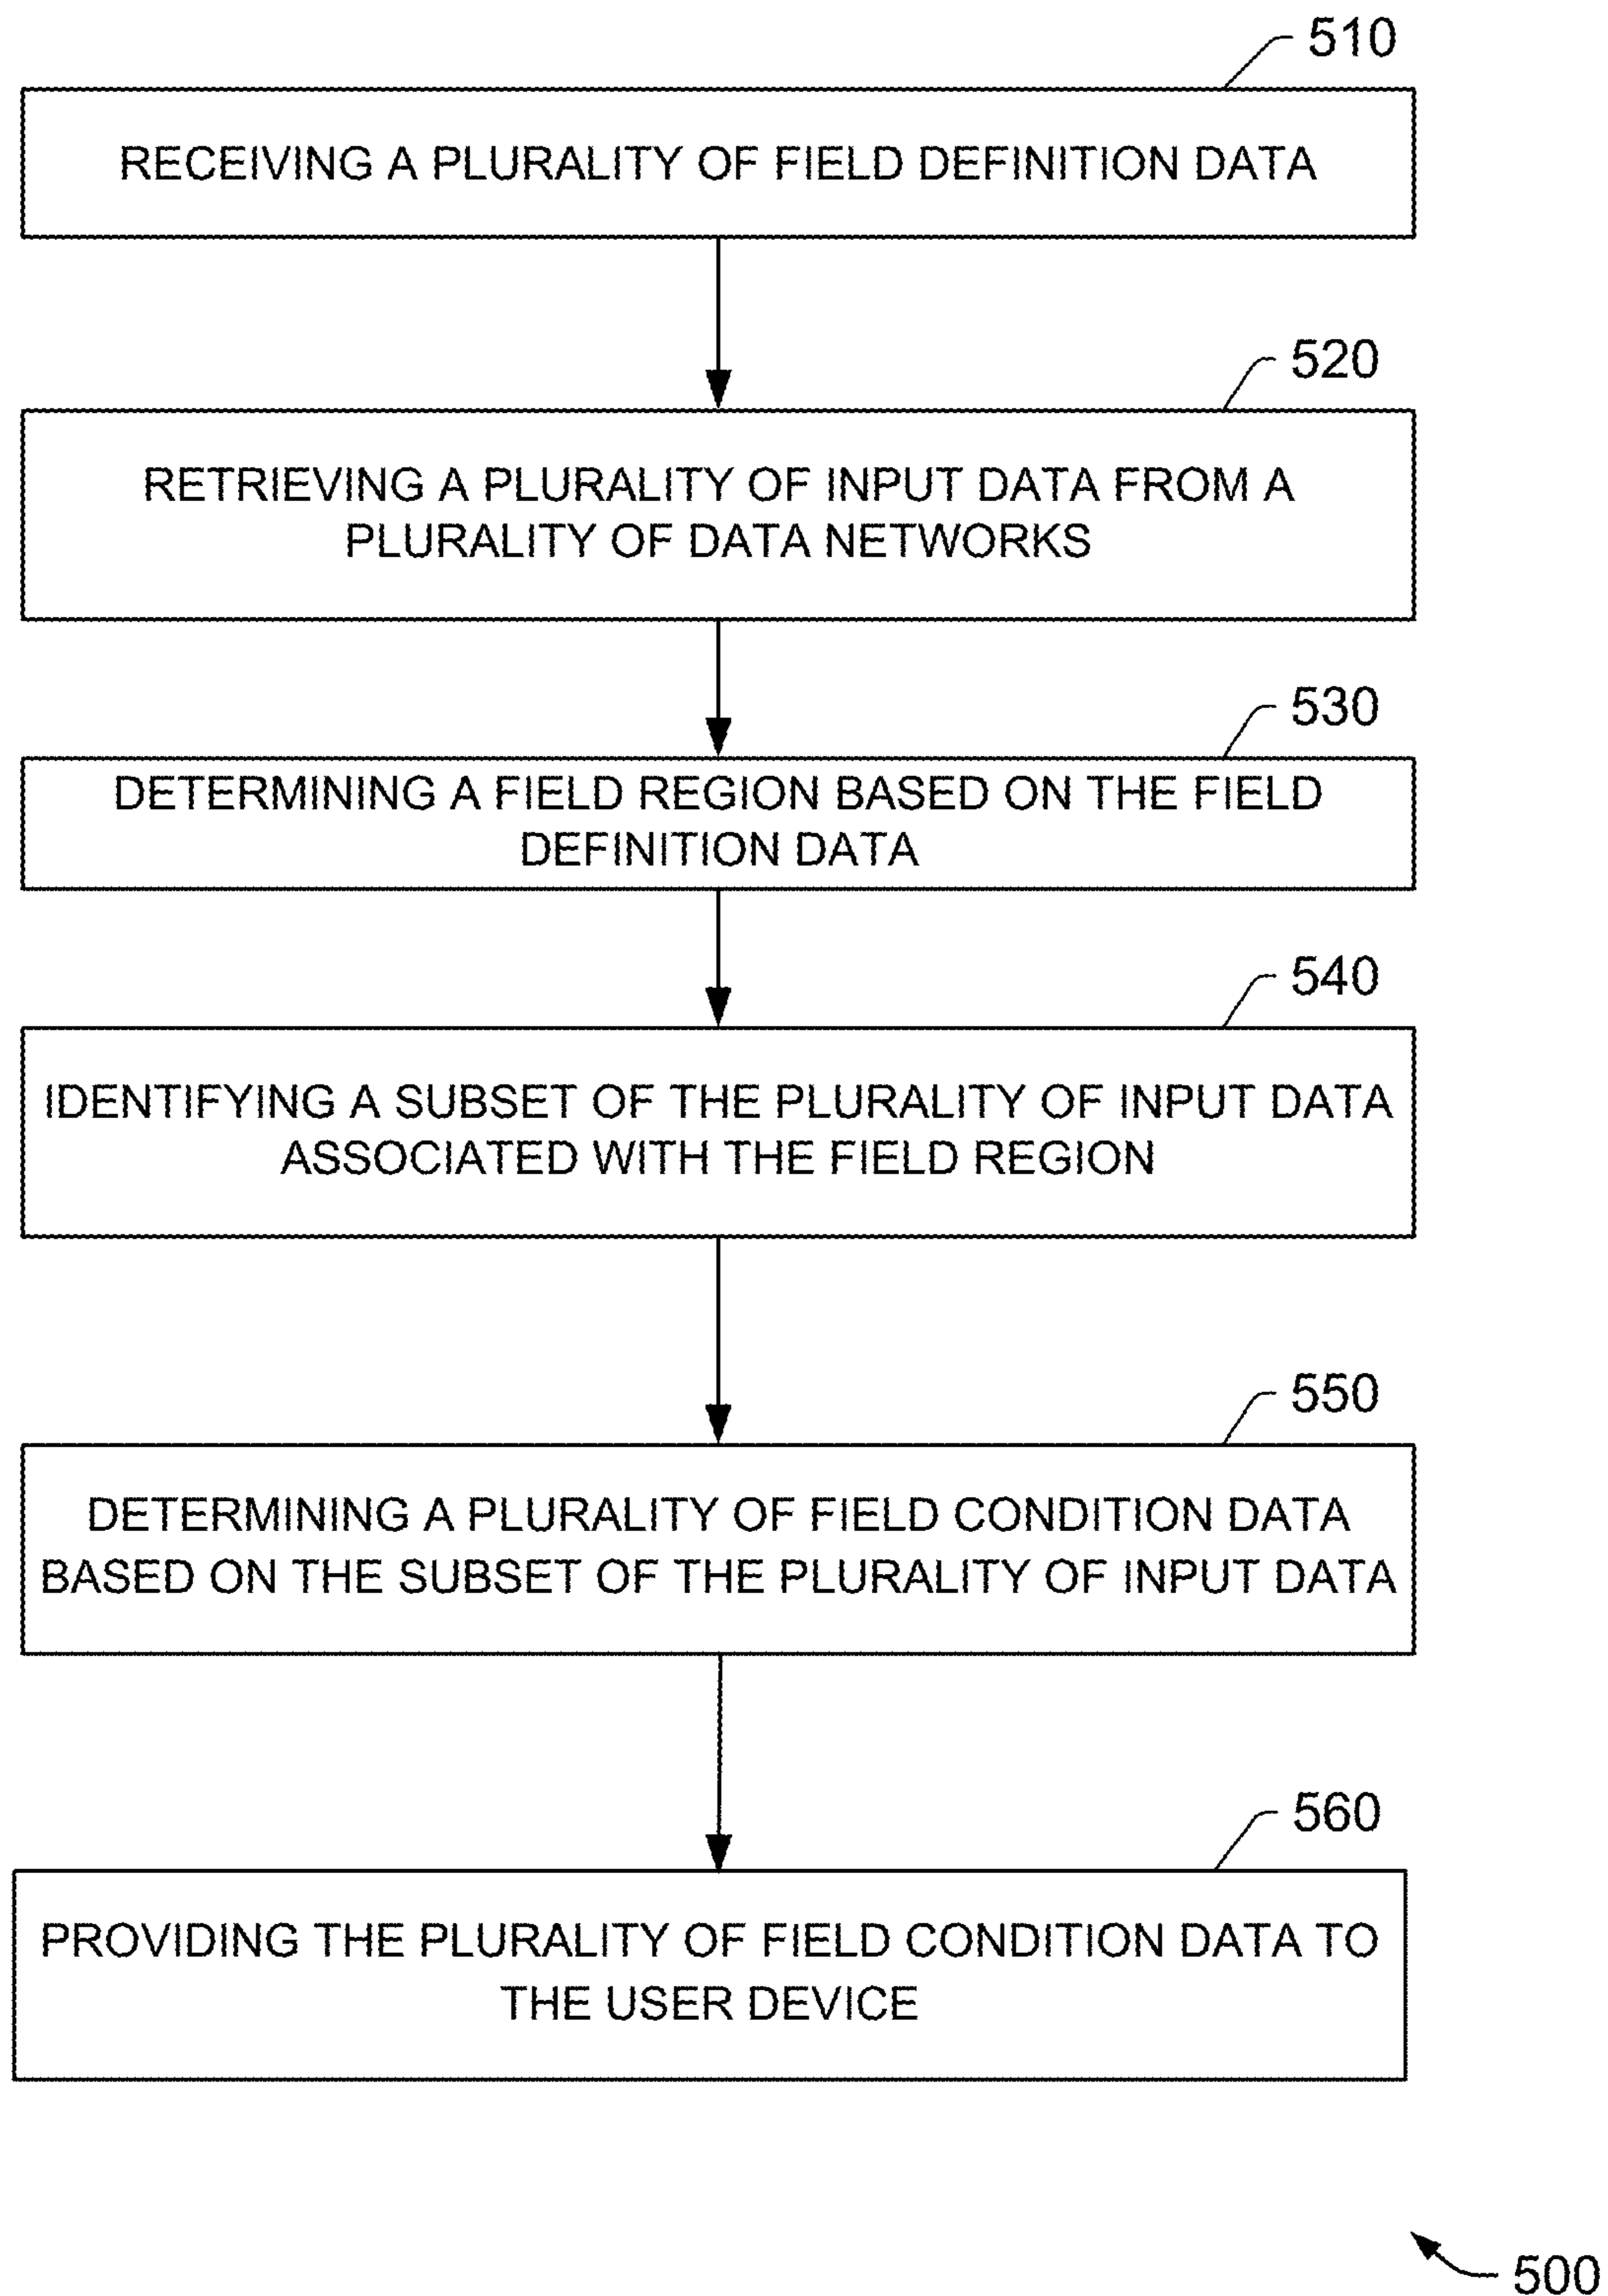 510
RECEIVING A PLURALITY OF FIELD DEFINITION DATA
520
RETRIEVING A PLURALITY OF INPUT DATA FROM A
PLURALITY OF DATA NETWORKS
530
DETERMINING A FIELD REGION BASED ON THE FIELD
DEFINITION DATA
540
IDENTIFYING A SUBSET OF THE PLURALITY OF INPUT DATA
ASSOCIATED WITH THE FIELD REGION
550
DETERMINING A PLURALITY OF FIELD CONDITION DATA
BASED ON THE SUBSET OF THE PLURALITY OF INPUT DATA
560
PROVIDING THE PLURALITY OF FIELD CONDITION DATA TO
THE USER DEVICE
500